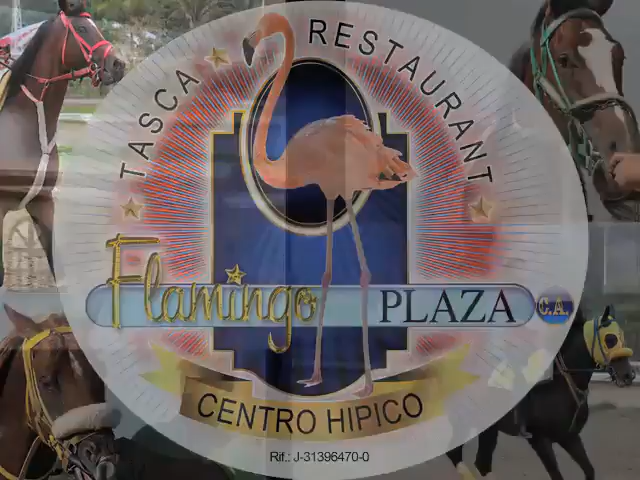 TASCA RESTAURANT
Flamingo PLAZA C.A.
CENTRO HIPICO
Rif.: J-31396470-0